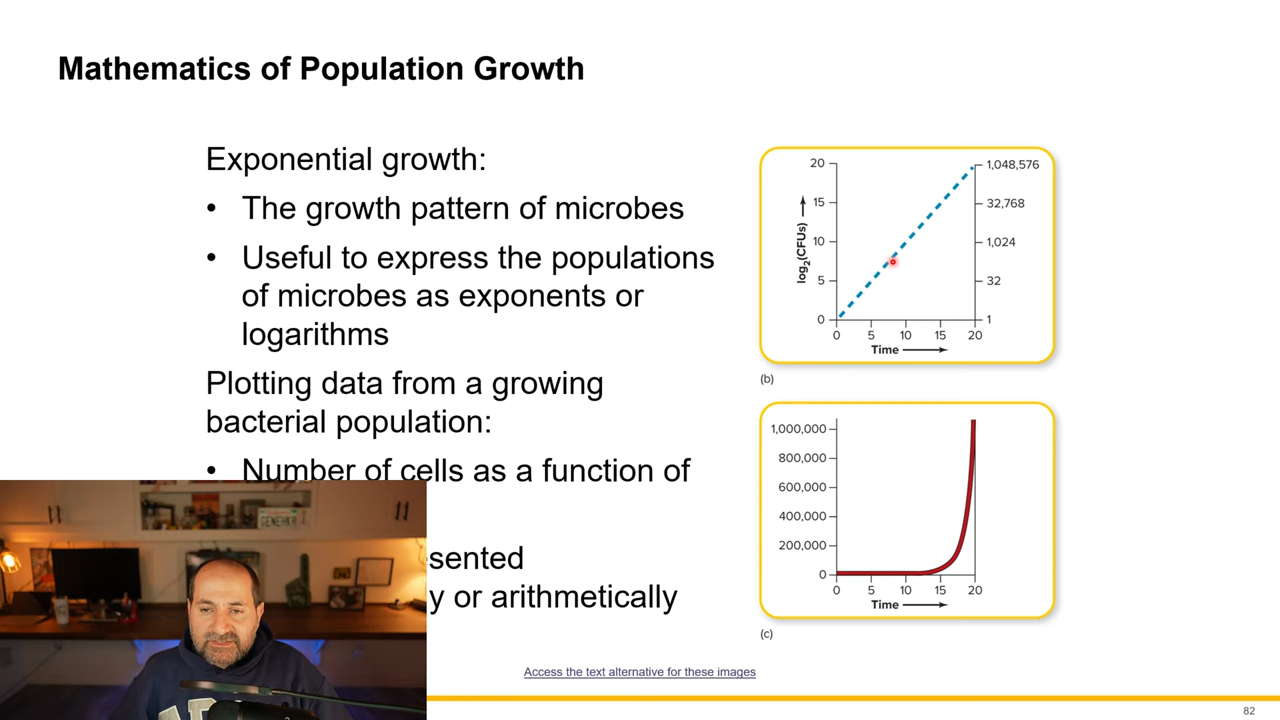 Mathematics of Population Growth
Exponential growth:
• The growth pattern of microbes
• Useful to express the populations
of microbes as exponents or
logarithms
Plotting data from a growing
bacterial population:
• Number of cells as a function of
sented
y or arithmetically
20
15
10
5
0
log2(CFUs)
1,048,576
32,768
1,024
32
1
0 5 10 15 20
Time
(b)
1,000,000
800,000
600,000
400,000
200,000
0
0 5 10 15 20
Time
(c)
GENEHKR
Access the text alternative for these images
82